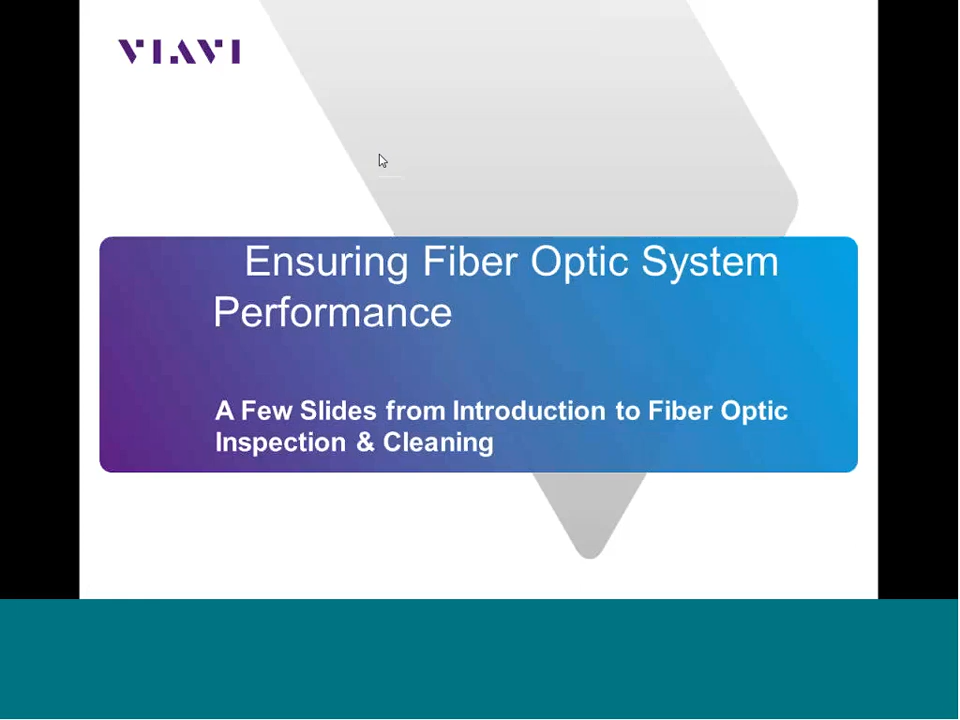 VIAVI
Ensuring Fiber Optic System
Performance
A Few Slides from Introduction to Fiber Optic
Inspection & Cleaning